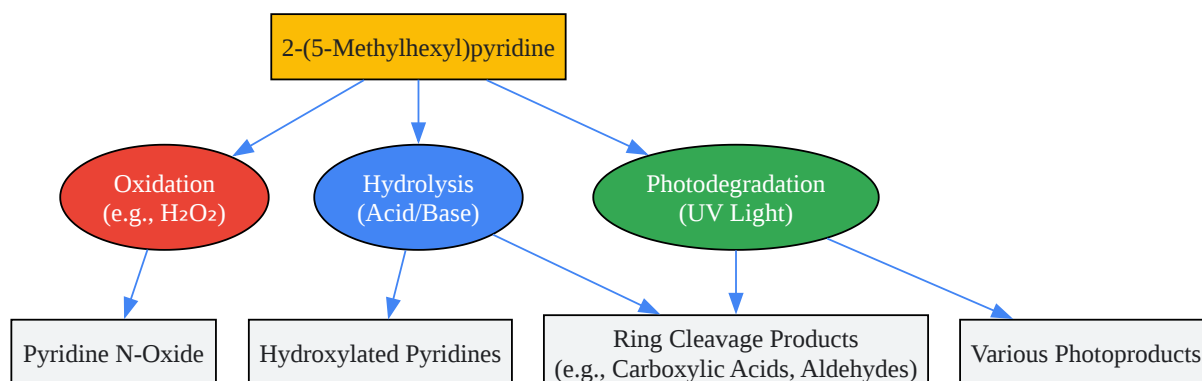 2-(5-Methylhexyl)pyridine
Oxidation
(e.g., H₂O₂)
Hydrolysis
(Acid/Base)
Photodegradation
(UV Light)
Pyridine N-Oxide
Hydroxylated Pyridines
Ring Cleavage Products
(e.g., Carboxylic Acids, Aldehydes)
Various Photoproducts